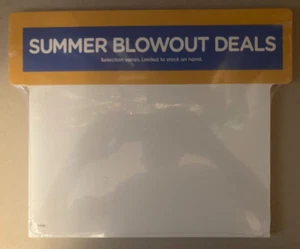 SUMMER BLOWOUT DEALS
Selection varies. Limited to stock on hand.